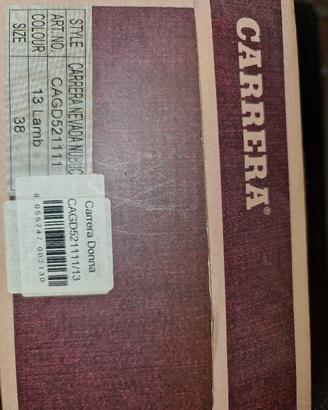 CARRERA®
STYLE CARRERA NEVADA NUBUC
ART.NO. CAGD521111
COLOUR 13 Lamb
SIZE 38
Carrera Donna
CAGD521111/13
8 055747 002130